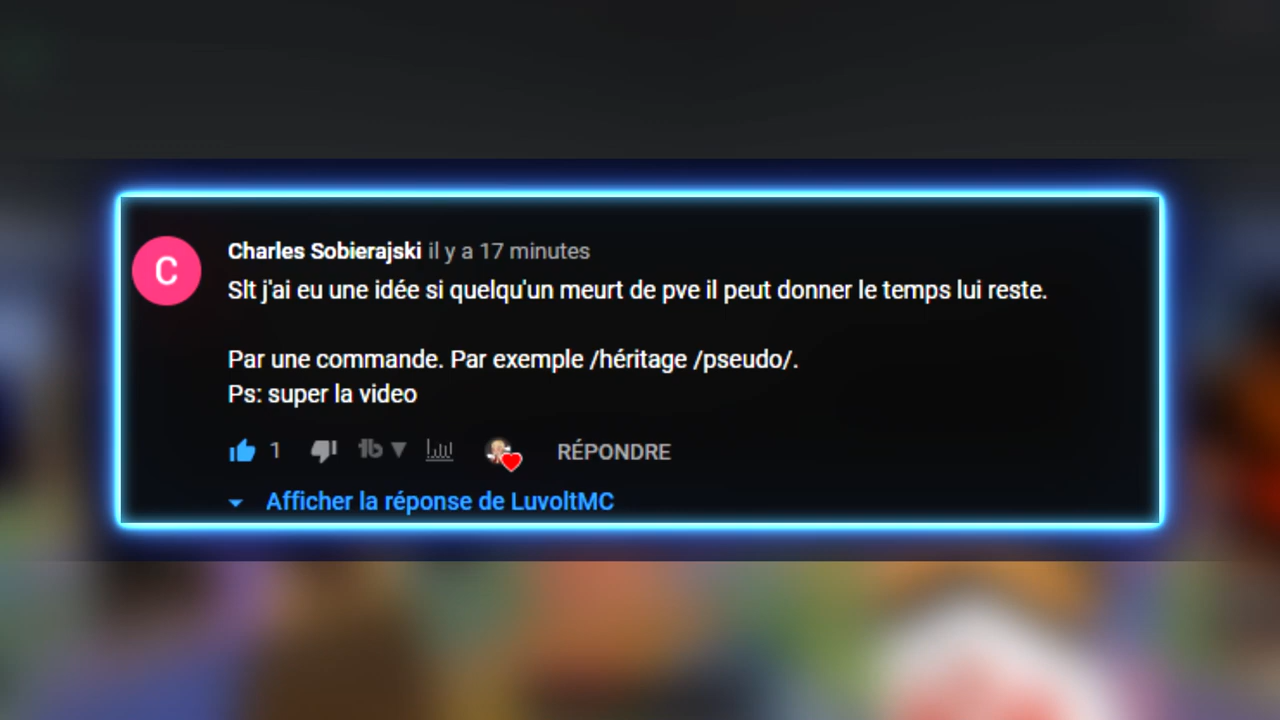 C
Charles Sobierajski il y a 17 minutes
Slt j'ai eu une idée si quelqu'un meurt de pve il peut donner le temps lui reste.
Par une commande. Par exemple /héritage /pseudo/.
Ps: super la video
1 RÉPONDRE
Afficher la réponse de LuvoltMC